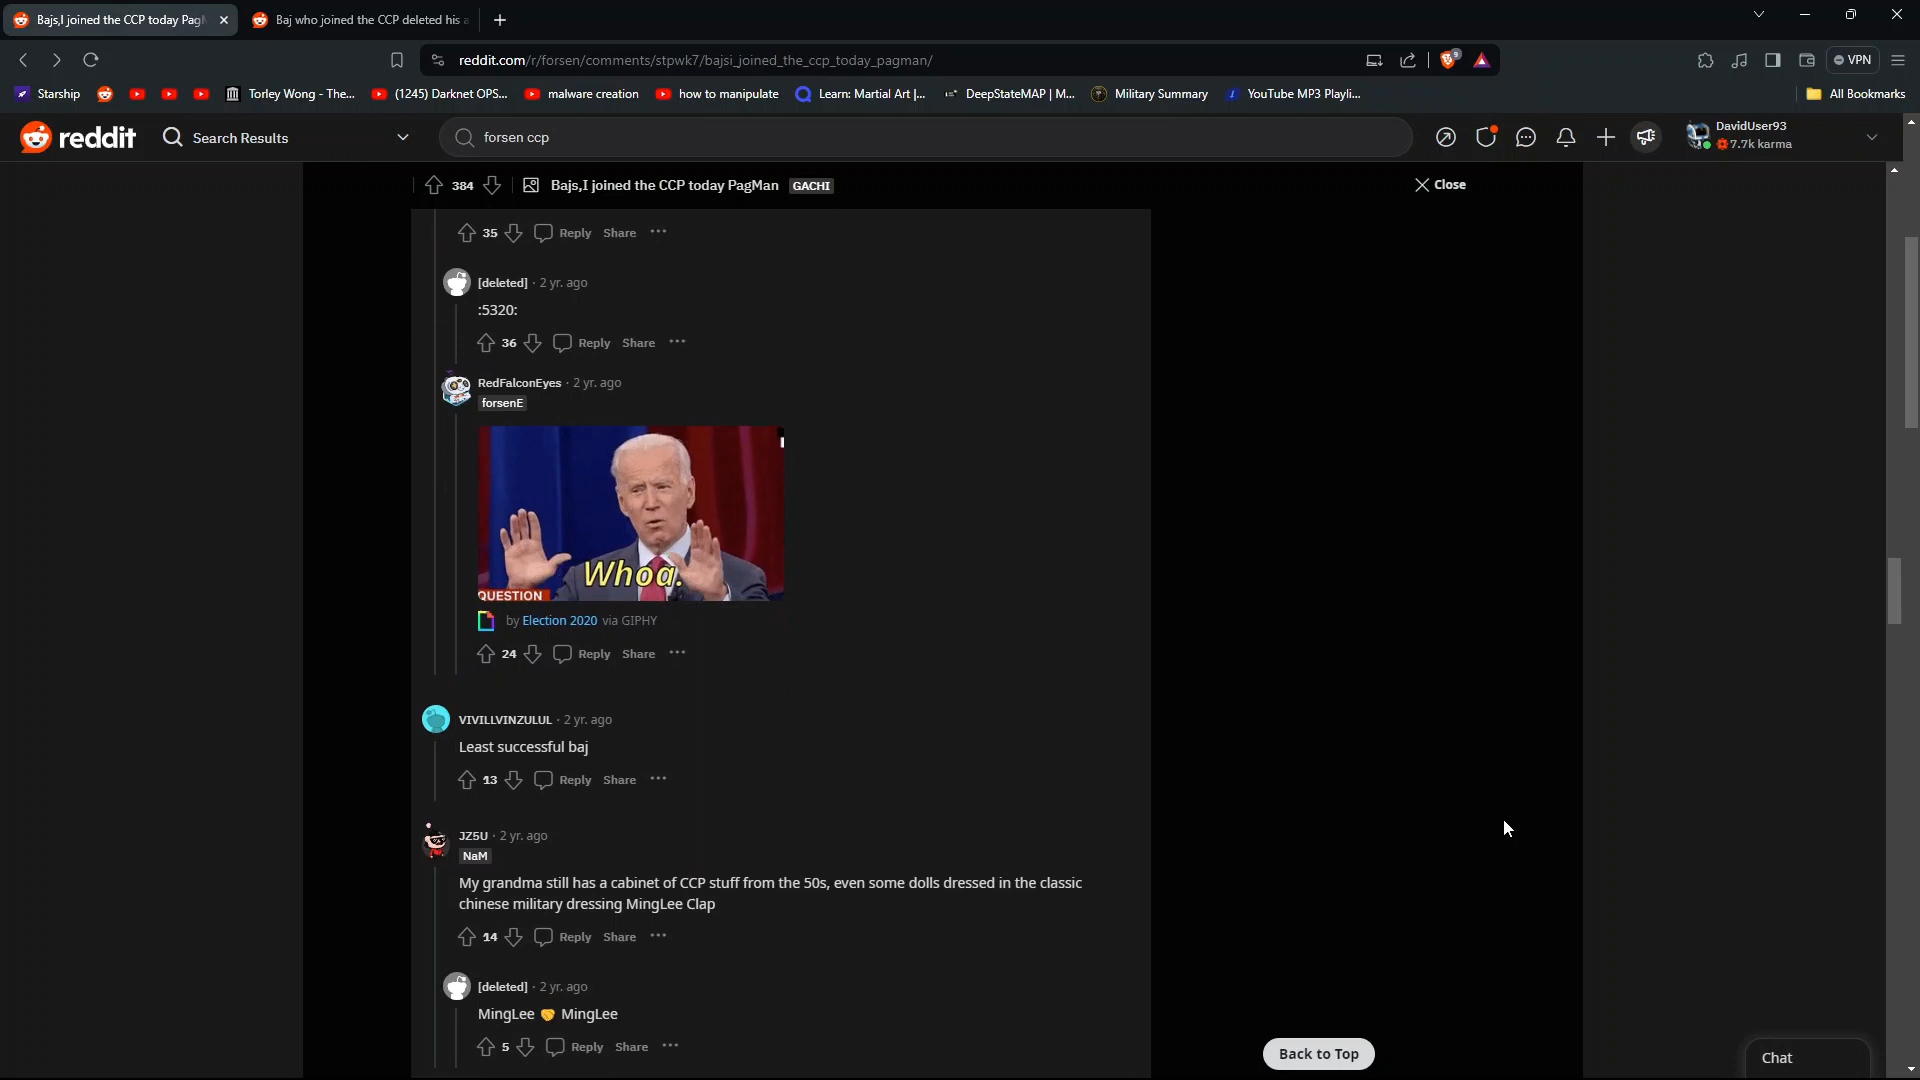 Bajs,I joined the CCP today PagM
Baj who joined the CCP deleted his a
reddit.com/r/forsen/comments/stpwk7/bajsi_joined_the_ccp_today_pagman/
9
VPN
Starship
Torley Wong - The...
(1245) Darknet OPS...
malware creation
how to manipulate
Learn: Martial Art |...
DeepStateMAP | M...
Military Summary
YouTube MP3 Playli...
All Bookmarks
reddit
Search Results
forsen ccp
DavidUser93
7.7k karma
384
Bajs,I joined the CCP today PagMan
GACHI
Close
35 Reply Share ...
[deleted] · 2 yr. ago
:5320:
36 Reply Share ...
RedFalconEyes · 2 yr. ago
forsenE
Whoa.
QUESTION
by Election 2020 via GIPHY
24 Reply Share ...
VIVILLVINZULUL · 2 yr. ago
Least successful baj
13 Reply Share ...
JZ5U · 2 yr. ago
NaM
My grandma still has a cabinet of CCP stuff from the 50s, even some dolls dressed in the classic
chinese military dressing MingLee Clap
14 Reply Share ...
[deleted] · 2 yr. ago
MingLee 🤝 MingLee
5 Reply Share ...
Back to Top
Chat